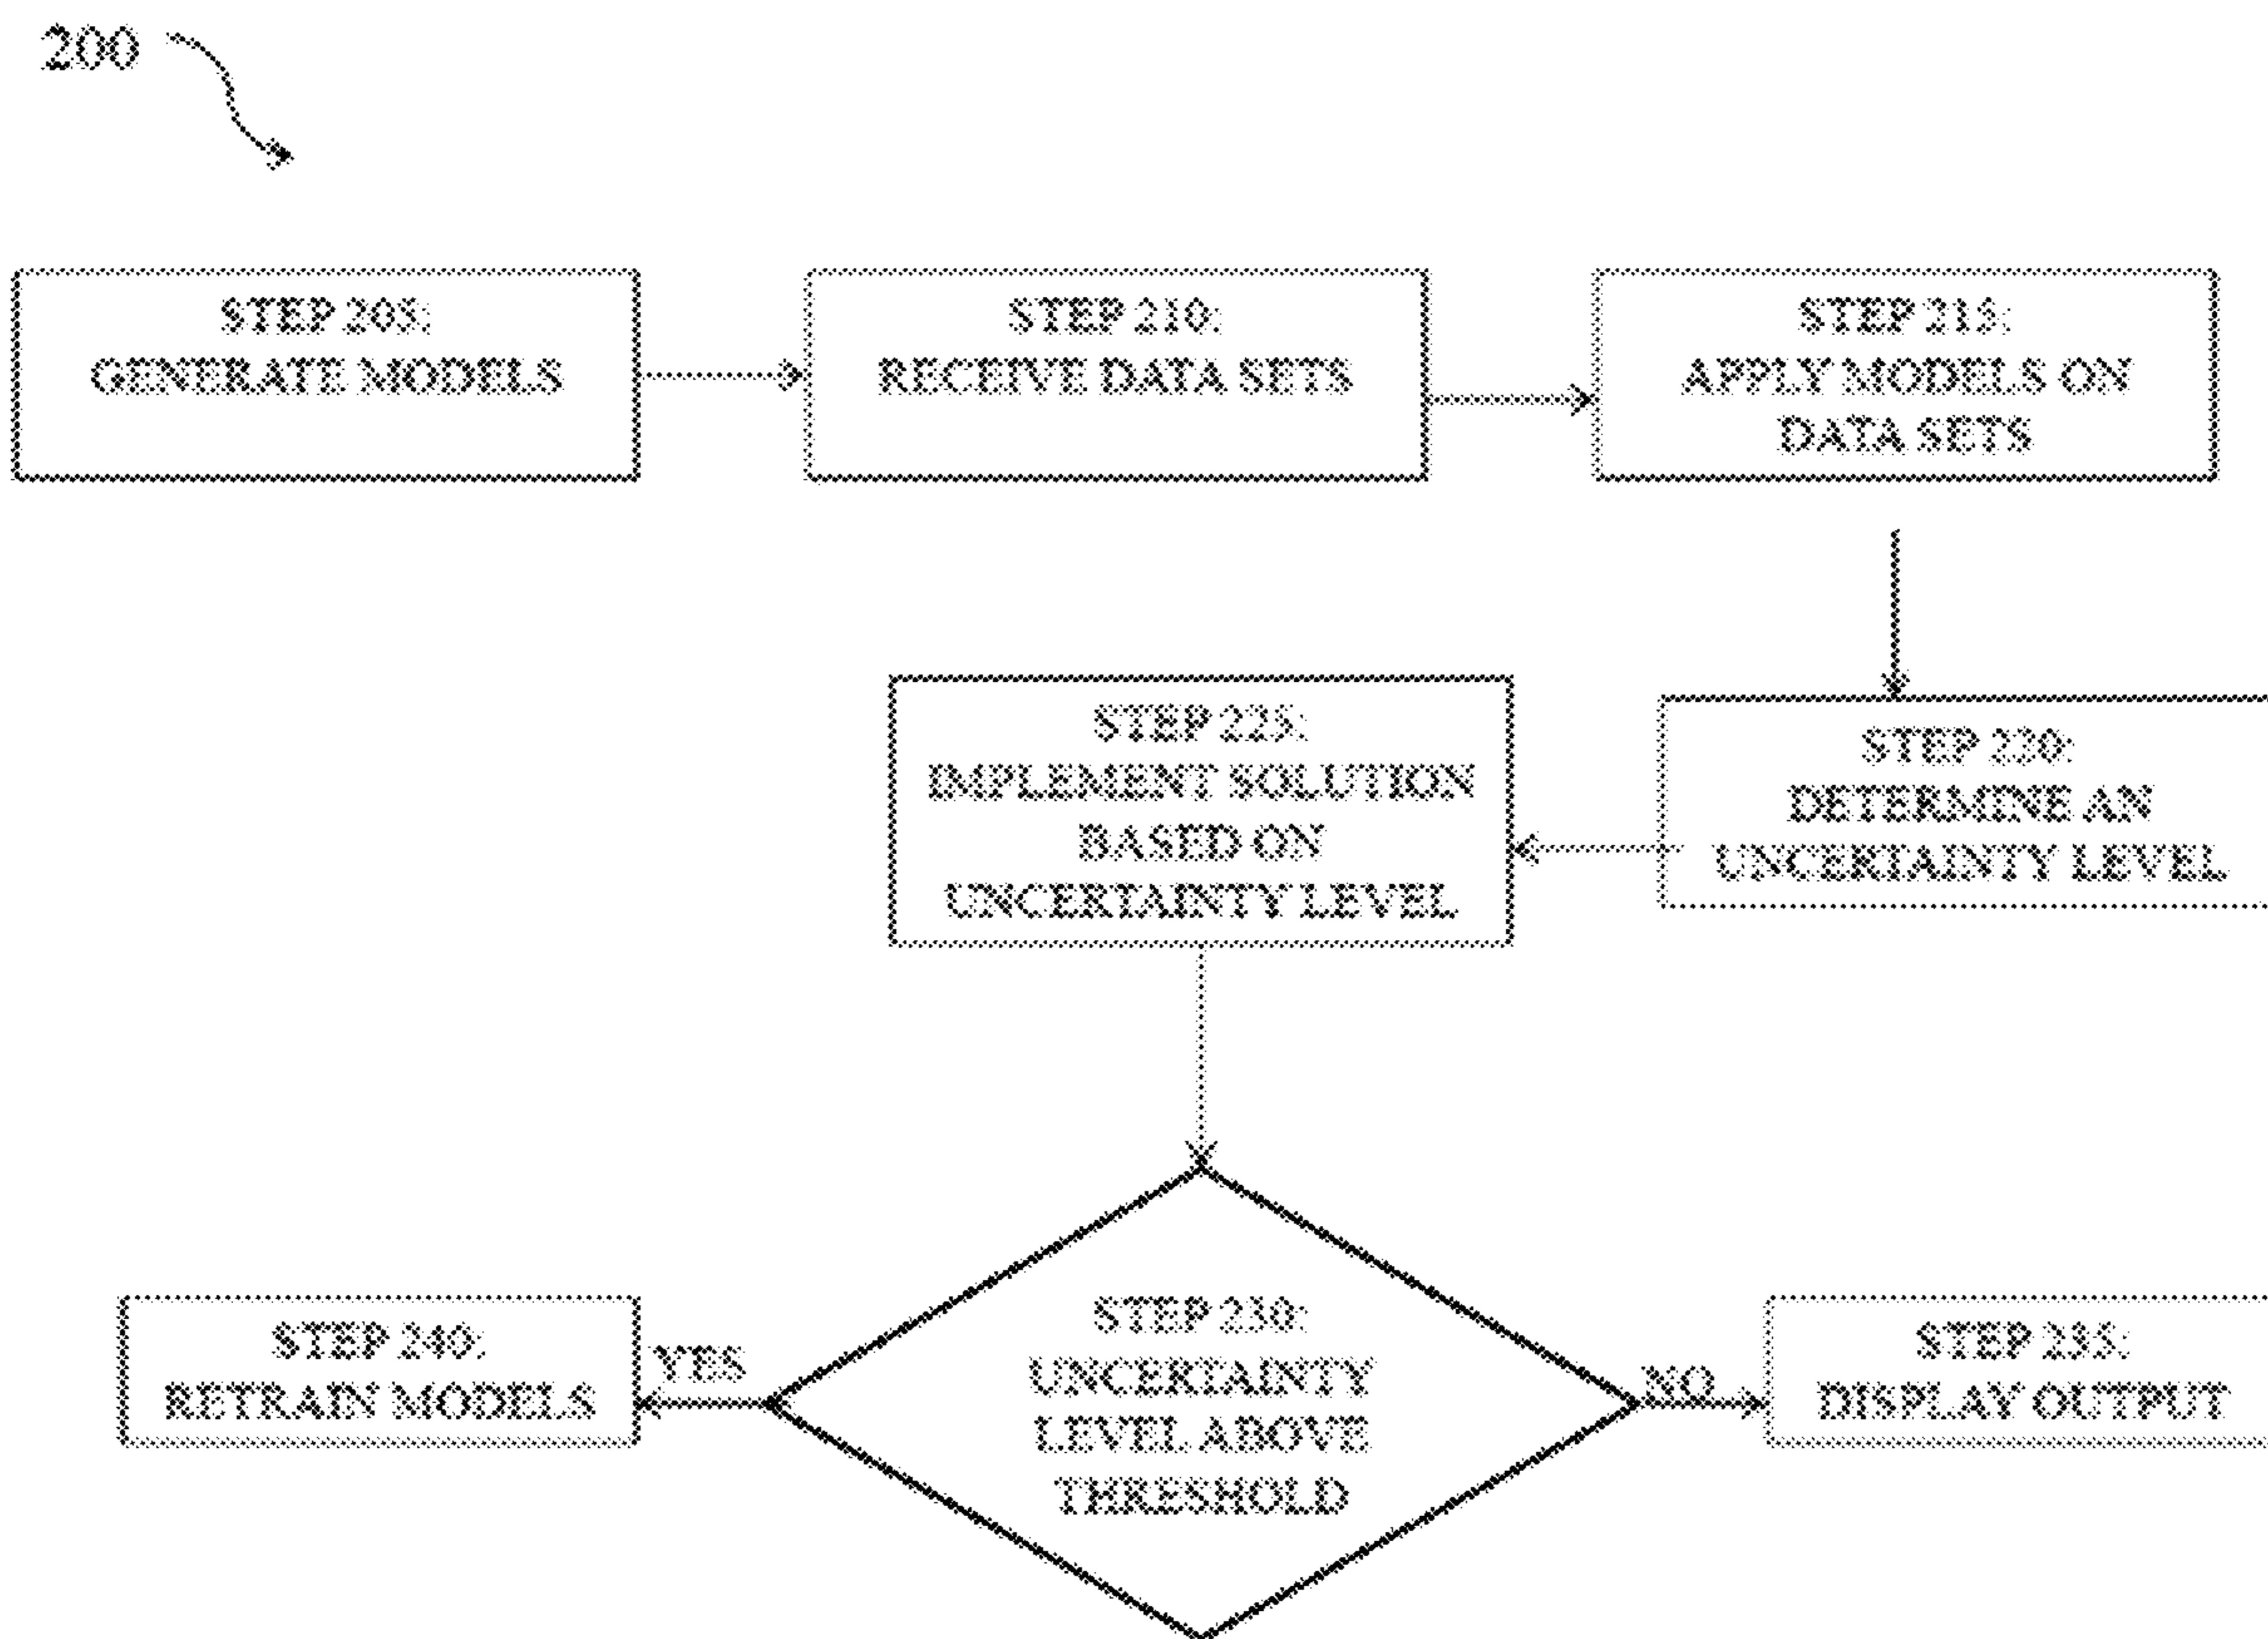 200
STEP 205:
GENERATE MODELS
STEP 210:
RECEIVE DATA SETS
STEP 215:
APPLY MODELS ON
DATA SETS
STEP 220:
DETERMINE AN
UNCERTAINTY LEVEL
STEP 225:
IMPLEMENT SOLUTION
BASED ON
UNCERTAINTY LEVEL
STEP 230:
UNCERTAINTY
LEVEL ABOVE
THRESHOLD
YES
STEP 240:
RETRAIN MODELS
NO
STEP 235:
DISPLAY OUTPUT